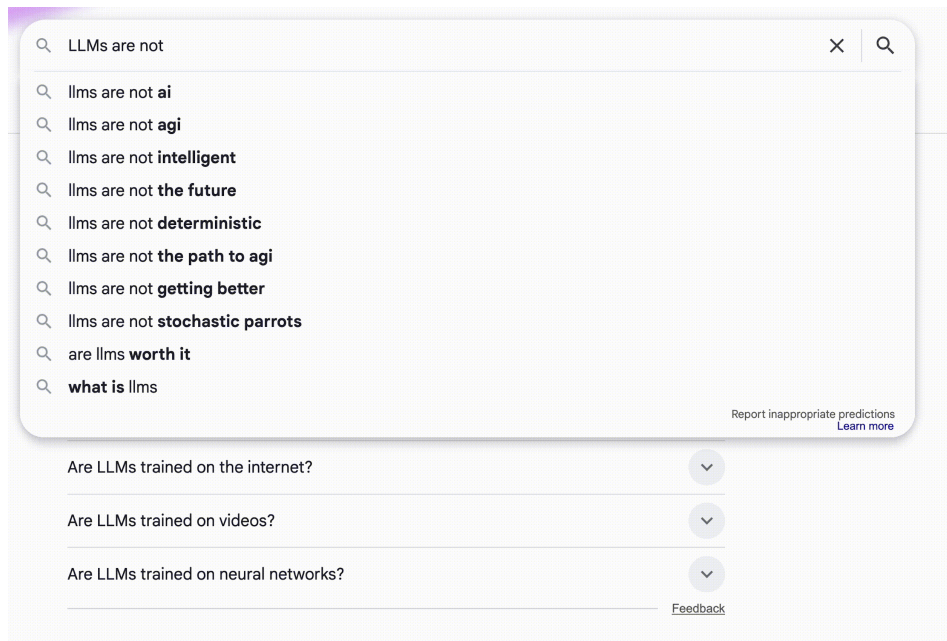 LLMs are not
llms are not ai
llms are not agi
llms are not intelligent
llms are not the future
llms are not deterministic
llms are not the path to agi
llms are not getting better
llms are not stochastic parrots
are llms worth it
what is llms
Report inappropriate predictions
Learn more
Are LLMs trained on the internet?
Are LLMs trained on videos?
Are LLMs trained on neural networks?
Feedback